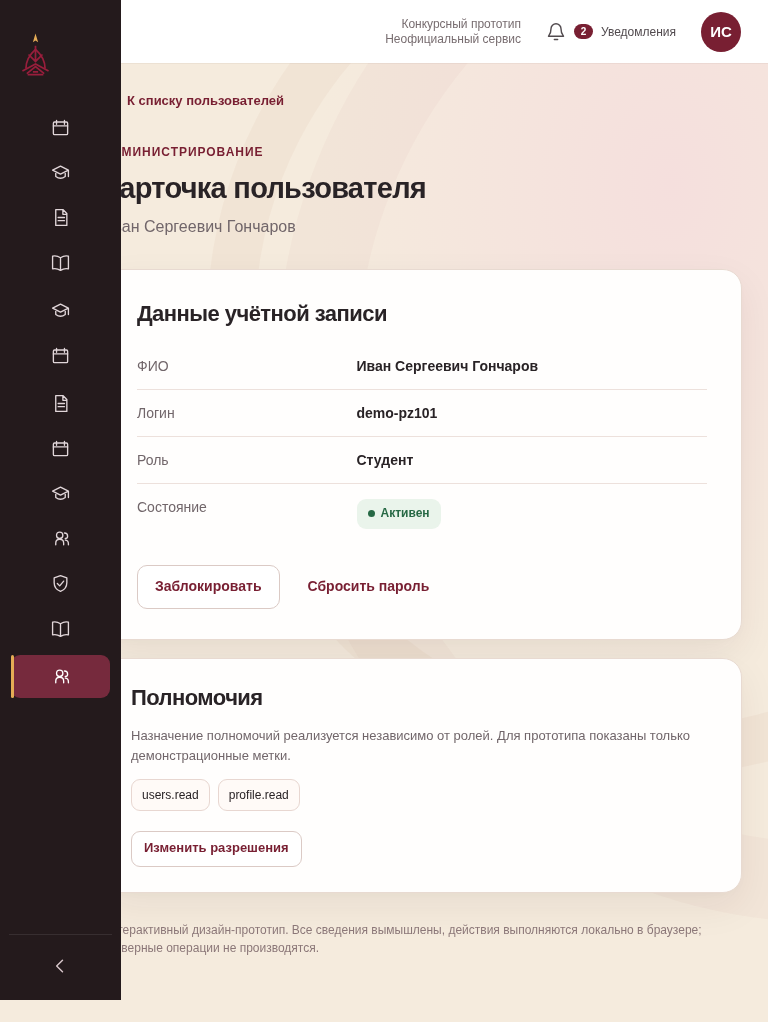 Конкурсный прототип
Неофициальный сервис
2 Уведомления
ИС
К списку пользователей
МИНИСТРИРОВАНИЕ
арточка пользователя
ан Сергеевич Гончаров
Данные учётной записи
ФИО Иван Сергеевич Гончаров
Логин demo-pz101
Роль Студент
Состояние Активен
Заблокировать Сбросить пароль
Полномочия
Назначение полномочий реализуется независимо от ролей. Для прототипа показаны только
демонстрационные метки.
users.read profile.read
Изменить разрешения
терактивный дизайн-прототип. Все сведения вымышлены, действия выполняются локально в браузере;
верные операции не производятся.